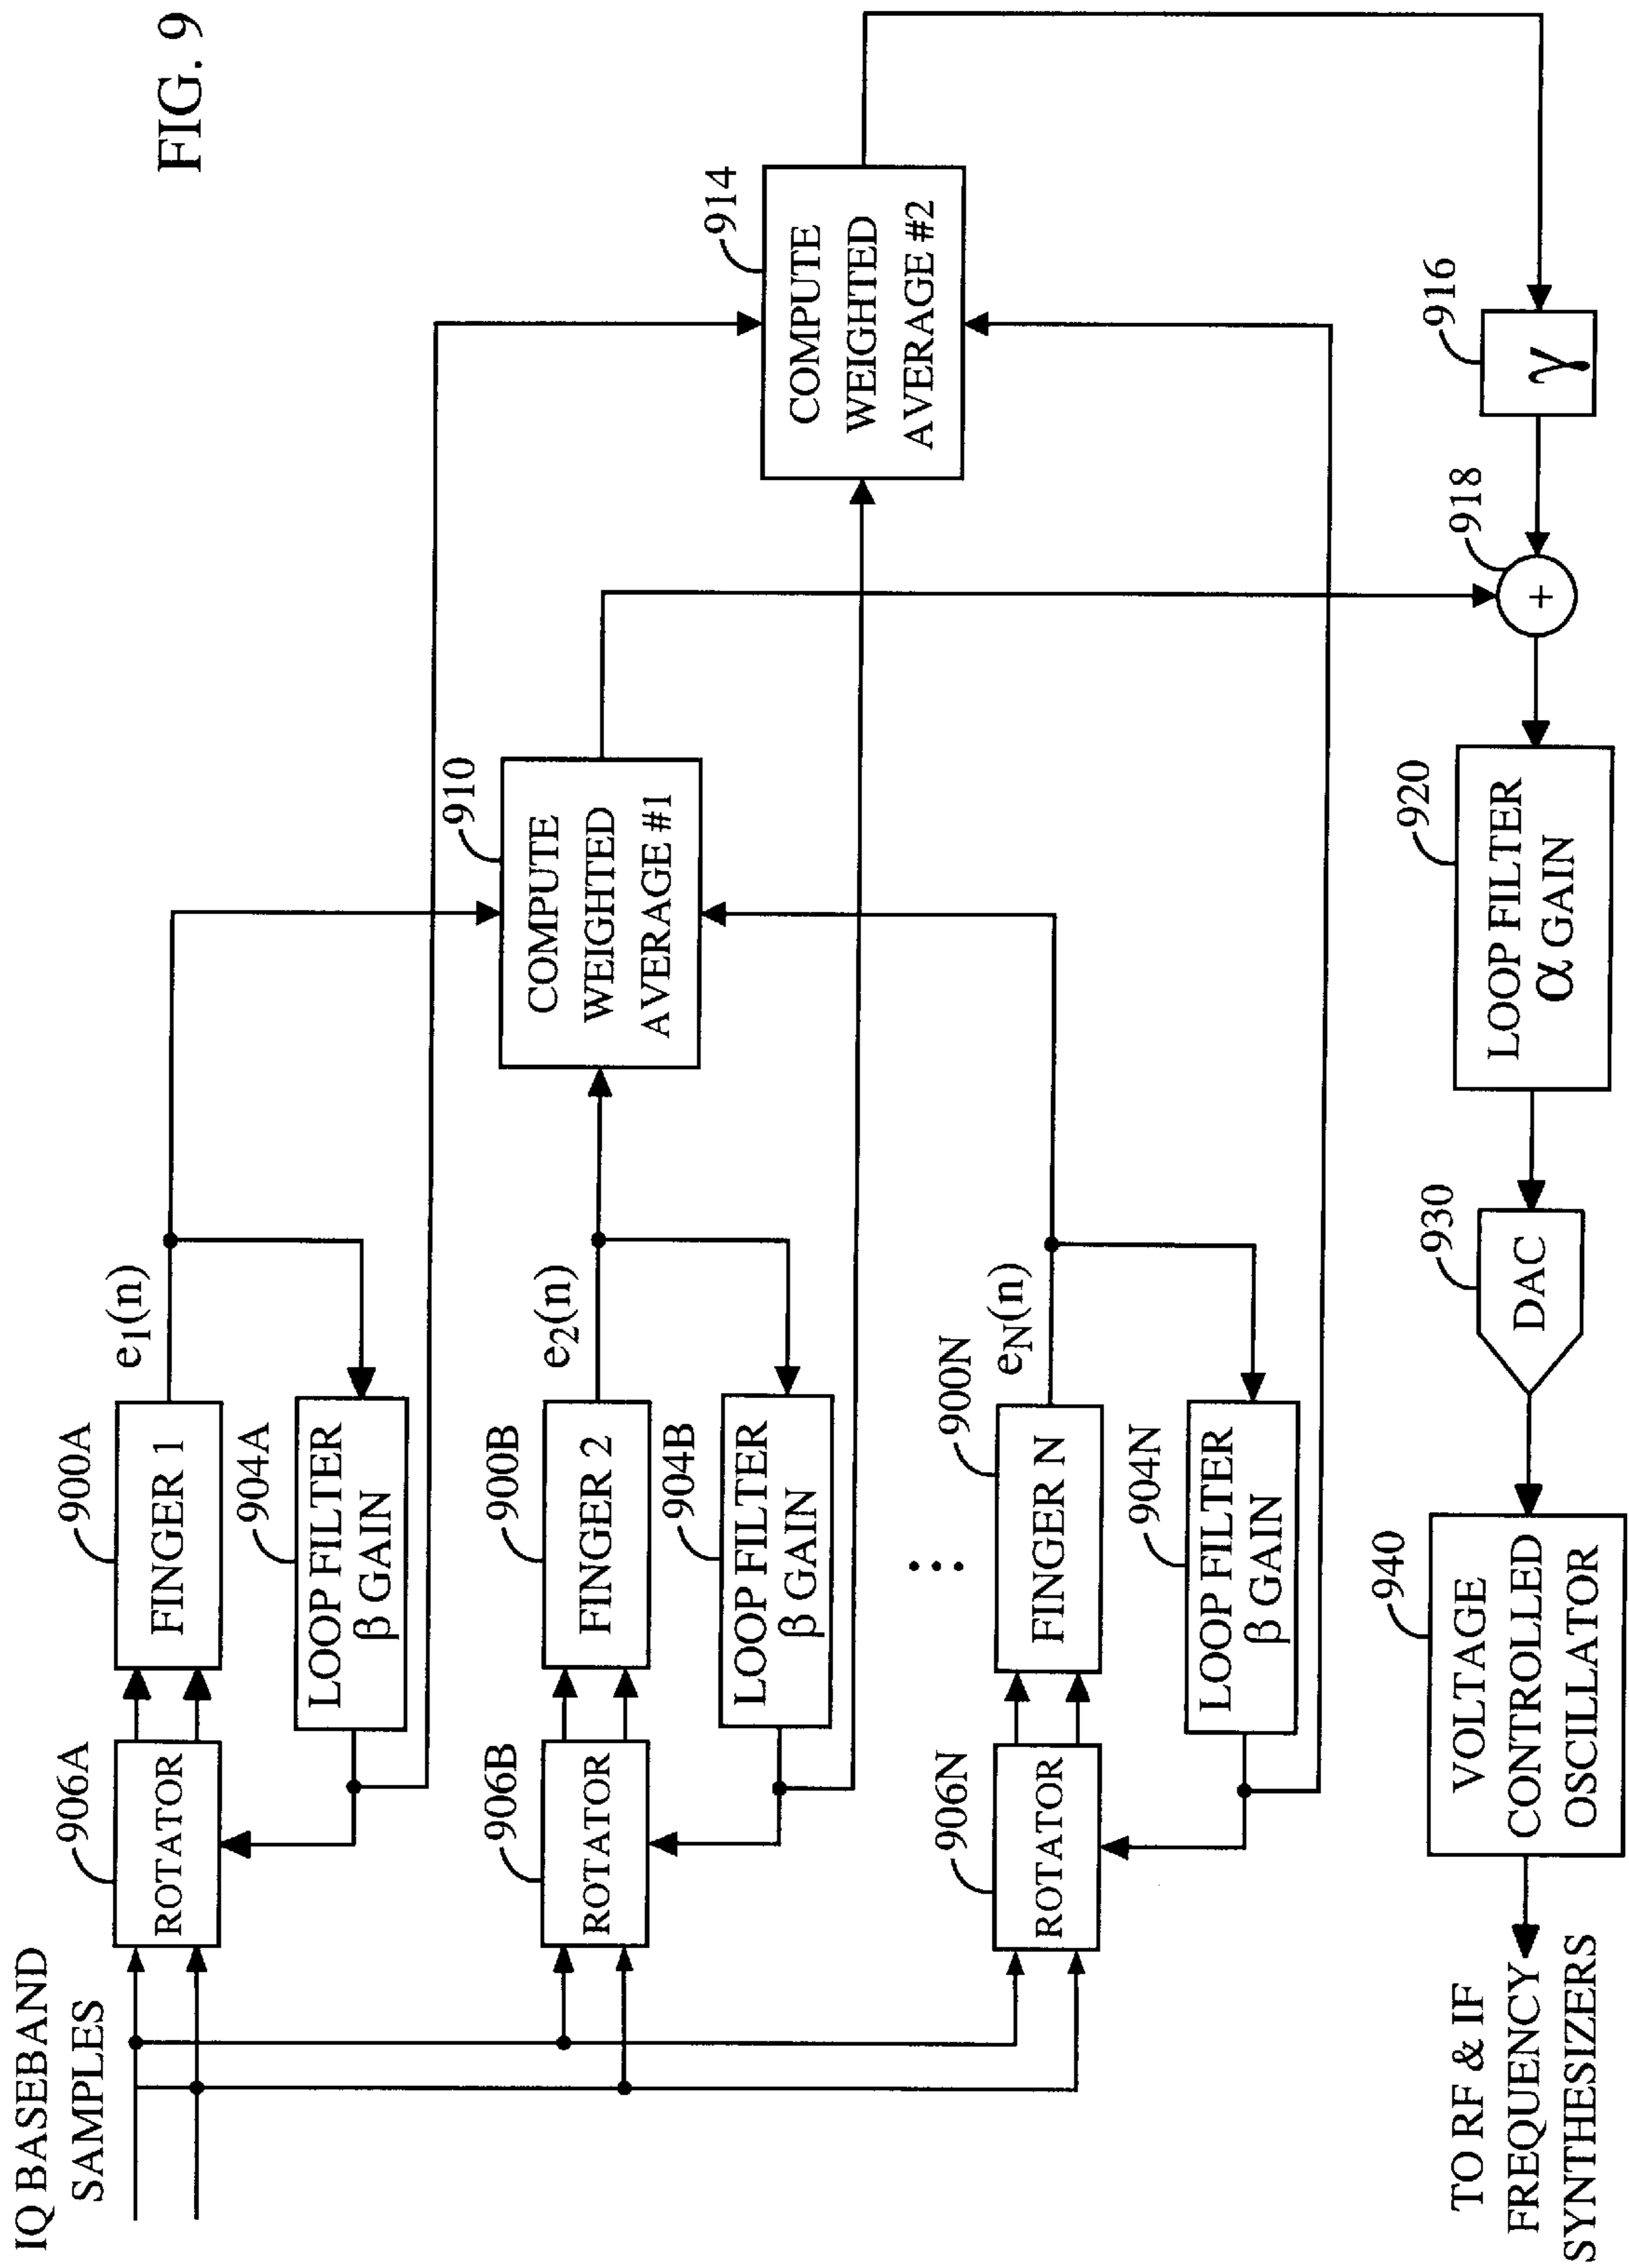 FIG. 9
IQ BASEBAND
SAMPLES
906A
ROTATOR
900A
FINGER 1
e1(n)
904A
LOOP FILTER
β GAIN
906B
ROTATOR
900B
FINGER 2
e2(n)
904B
LOOP FILTER
β GAIN
...
906N
ROTATOR
900N
FINGER N
eN(n)
904N
LOOP FILTER
β GAIN
910
COMPUTE
WEIGHTED
AVERAGE #1
914
COMPUTE
WEIGHTED
AVERAGE #2
916
γ
918
+
920
LOOP FILTER
α GAIN
930
DAC
940
VOLTAGE
CONTROLLED
OSCILLATOR
TO RF & IF
FREQUENCY
SYNTHESIZERS